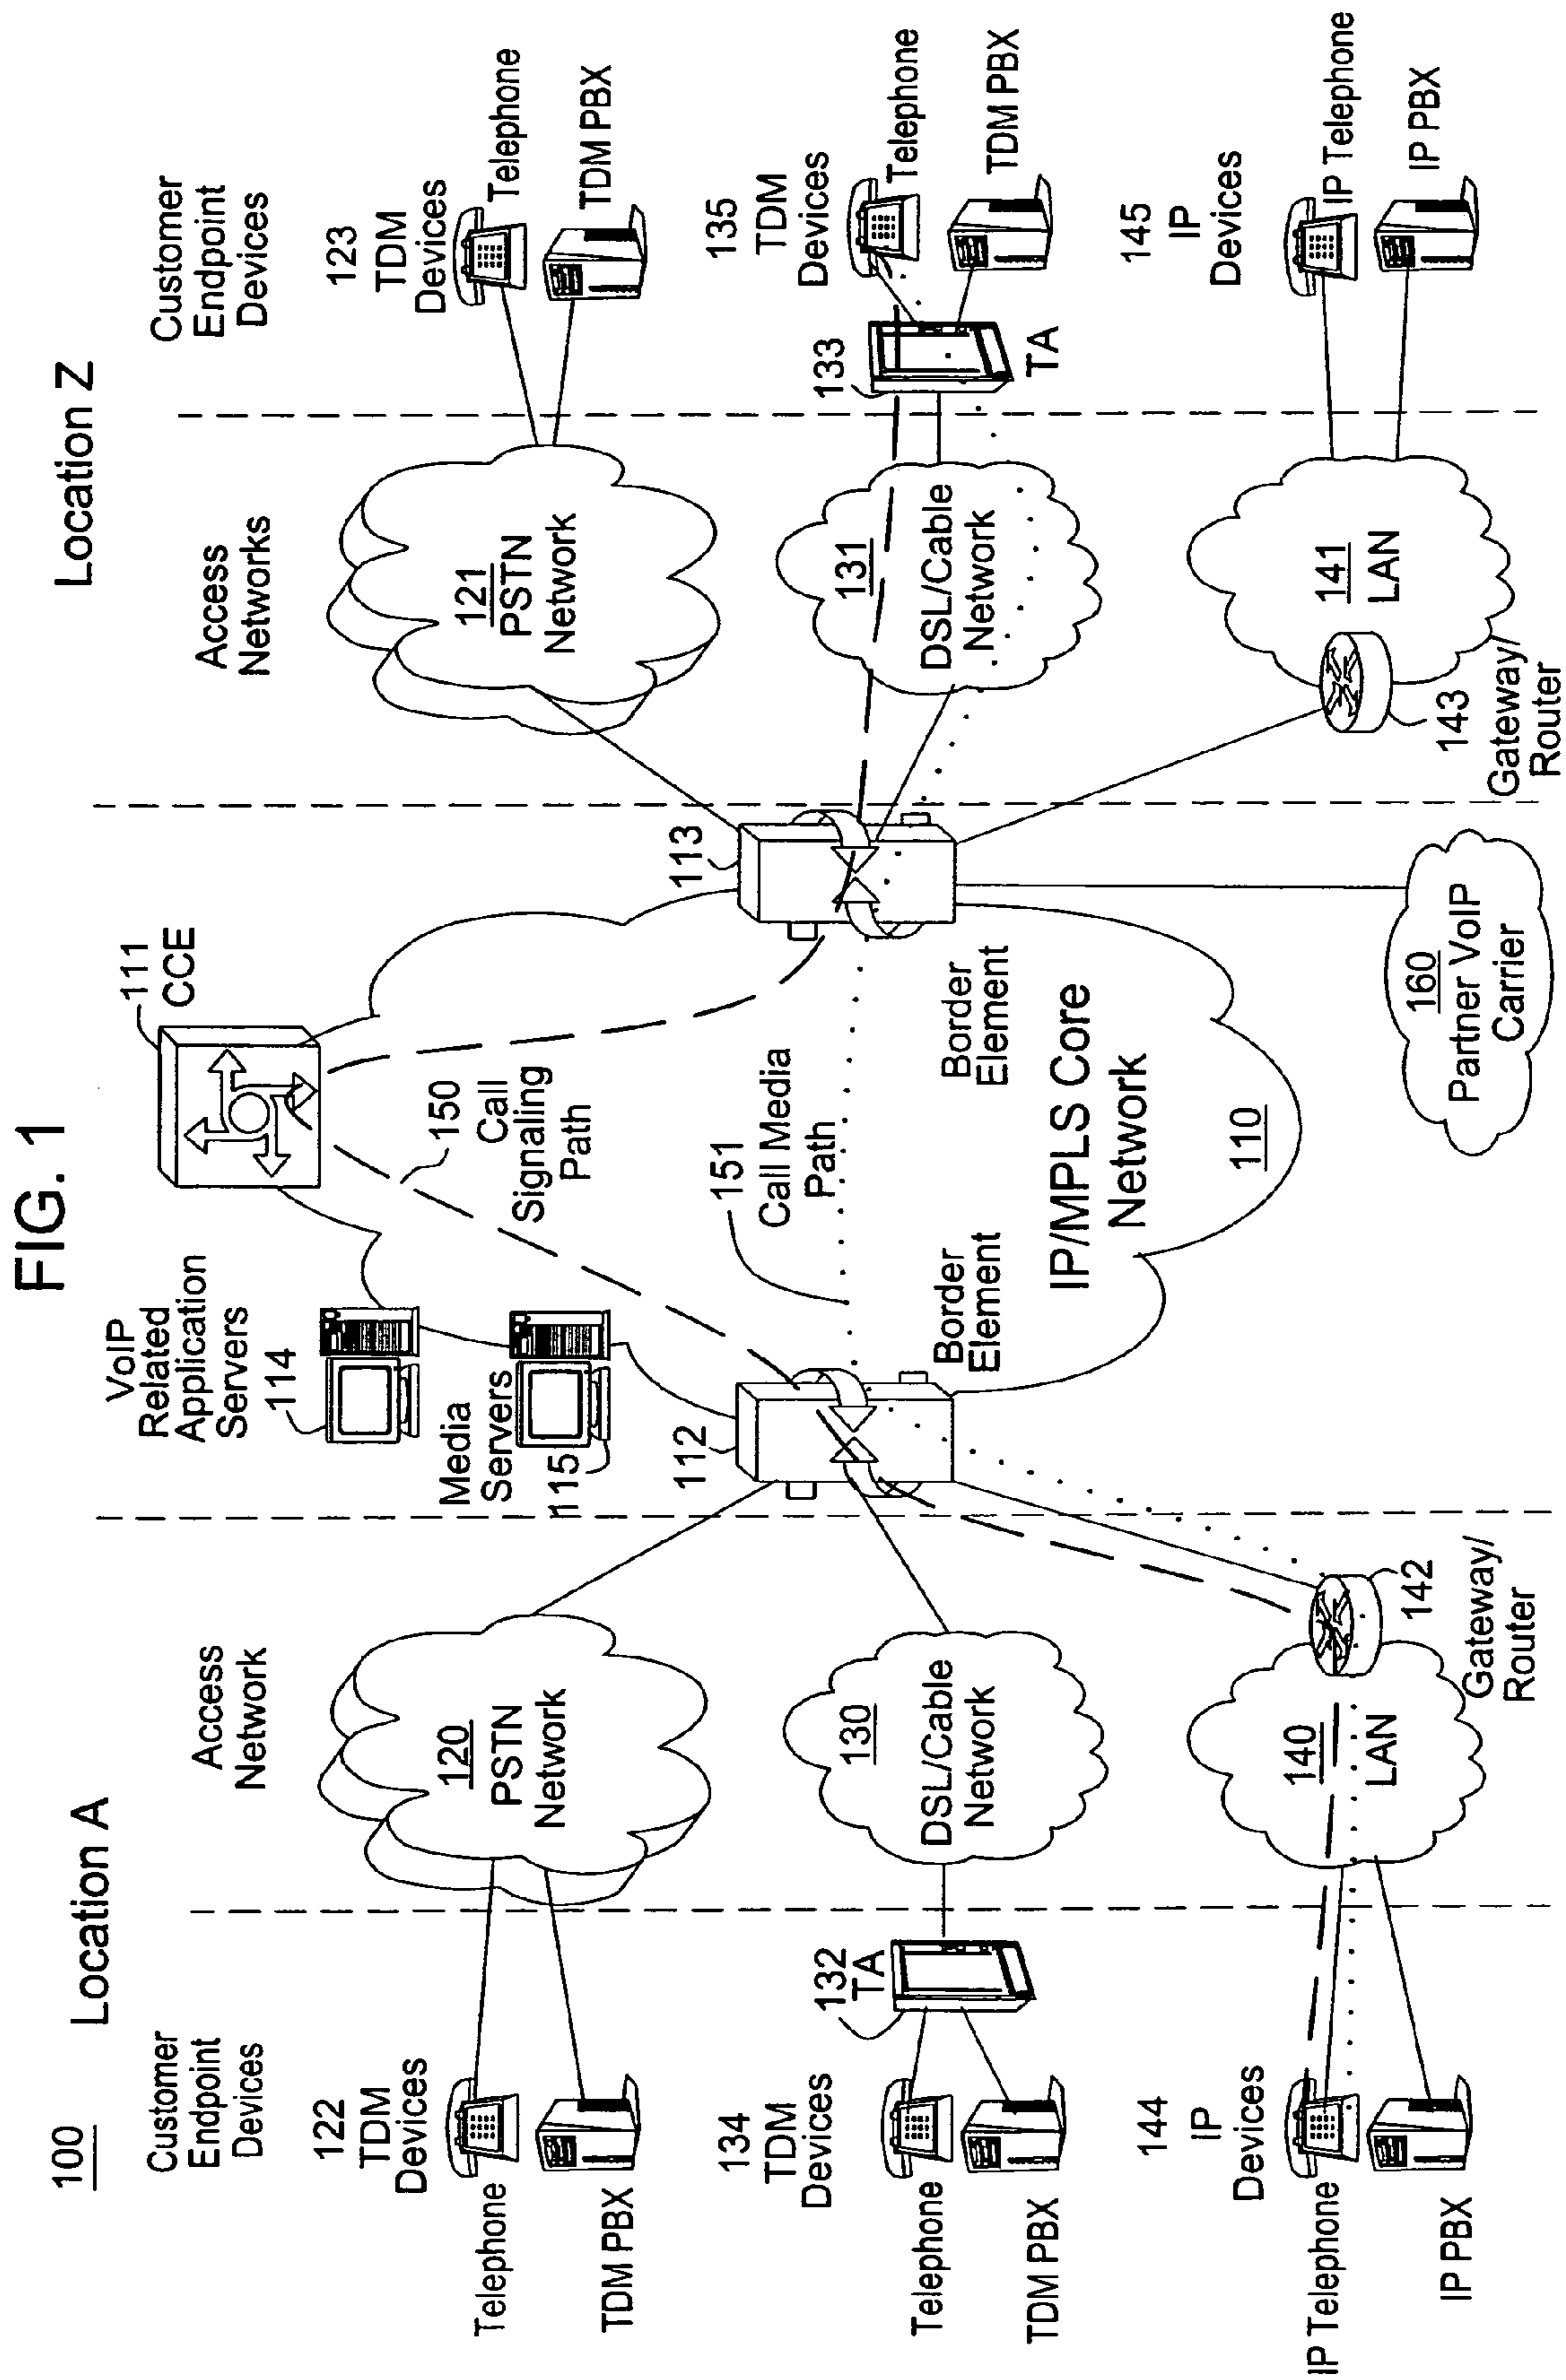 FIG. 1
100
Location A
Location Z
Customer
Endpoint
Devices
Access
Network
VoIP
Related
Application
Servers
114
111
CCE
Access
Networks
Customer
Endpoint
Devices
122
TDM
Devices
Telephone
TDM PBX
120
PSTN
Network
Media
Servers
115
150
Call
Signaling
Path
121
PSTN
Network
123
TDM
Devices
Telephone
TDM PBX
134
TDM
Devices
Telephone
TDM PBX
132
TA
130
DSL/Cable
Network
112
Border
Element
151
Call Media
Path
113
Border
Element
131
DSL/Cable
Network
133
TA
135
TDM
Devices
Telephone
TDM PBX
IP/MPLS Core
Network
110
144
IP
Devices
IP Telephone
IP PBX
140
LAN
142
Gateway/
Router
160
Partner VoIP
Carrier
143
Gateway/
Router
141
LAN
145
IP
Devices
IP Telephone
IP PBX